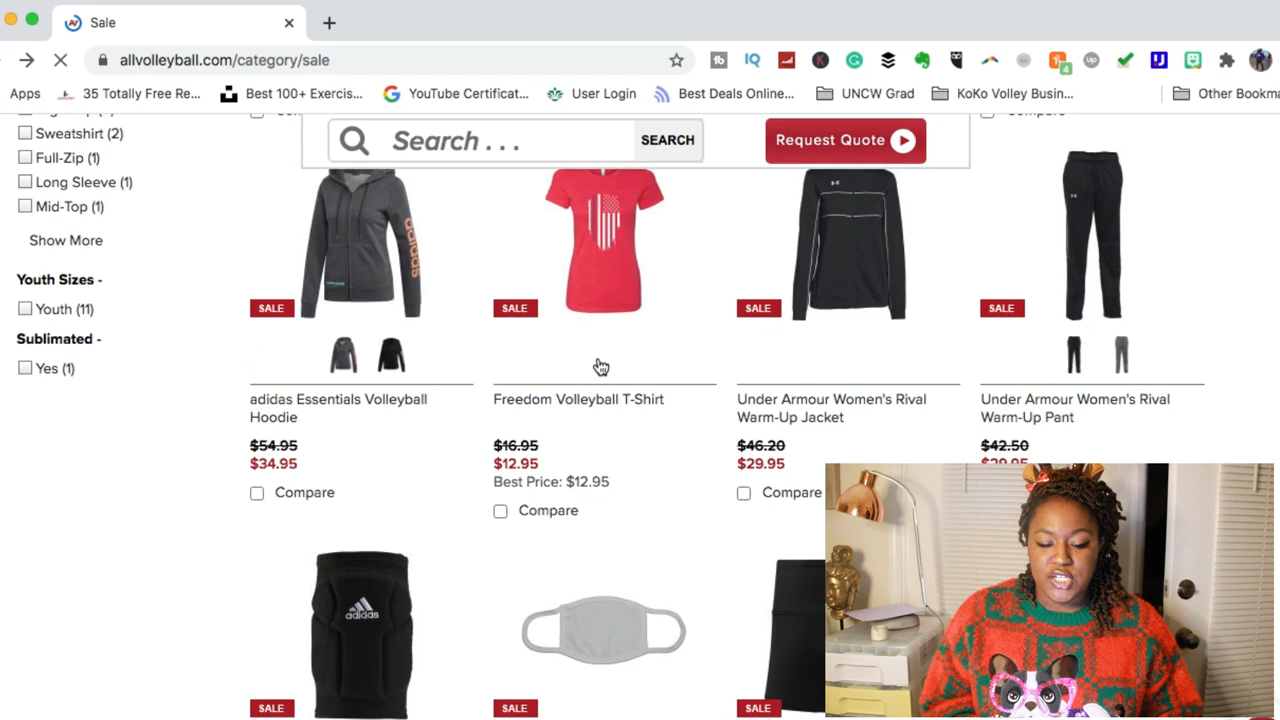 Sale
allvolleyball.com/category/sale
Apps
35 Totally Free Re...
Best 100+ Exercis...
YouTube Certificat...
User Login
Best Deals Online...
UNCW Grad
KoKo Volley Busin...
Other Bookma
Search . . .
SEARCH
Request Quote
Sweatshirt (2)
Full-Zip (1)
Long Sleeve (1)
Mid-Top (1)
Show More
Youth Sizes -
Youth (11)
Sublimated -
Yes (1)
adidas
SALE
SALE
SALE
SALE
adidas Essentials Volleyball
Hoodie
$54.95
$34.95
Compare
Freedom Volleyball T-Shirt
$16.95
$12.95
Best Price: $12.95
Compare
Under Armour Women's Rival
Warm-Up Jacket
$46.20
$29.95
Compare
Under Armour Women's Rival
Warm-Up Pant
$42.50
$29.95
adidas
SALE
SALE
SALE